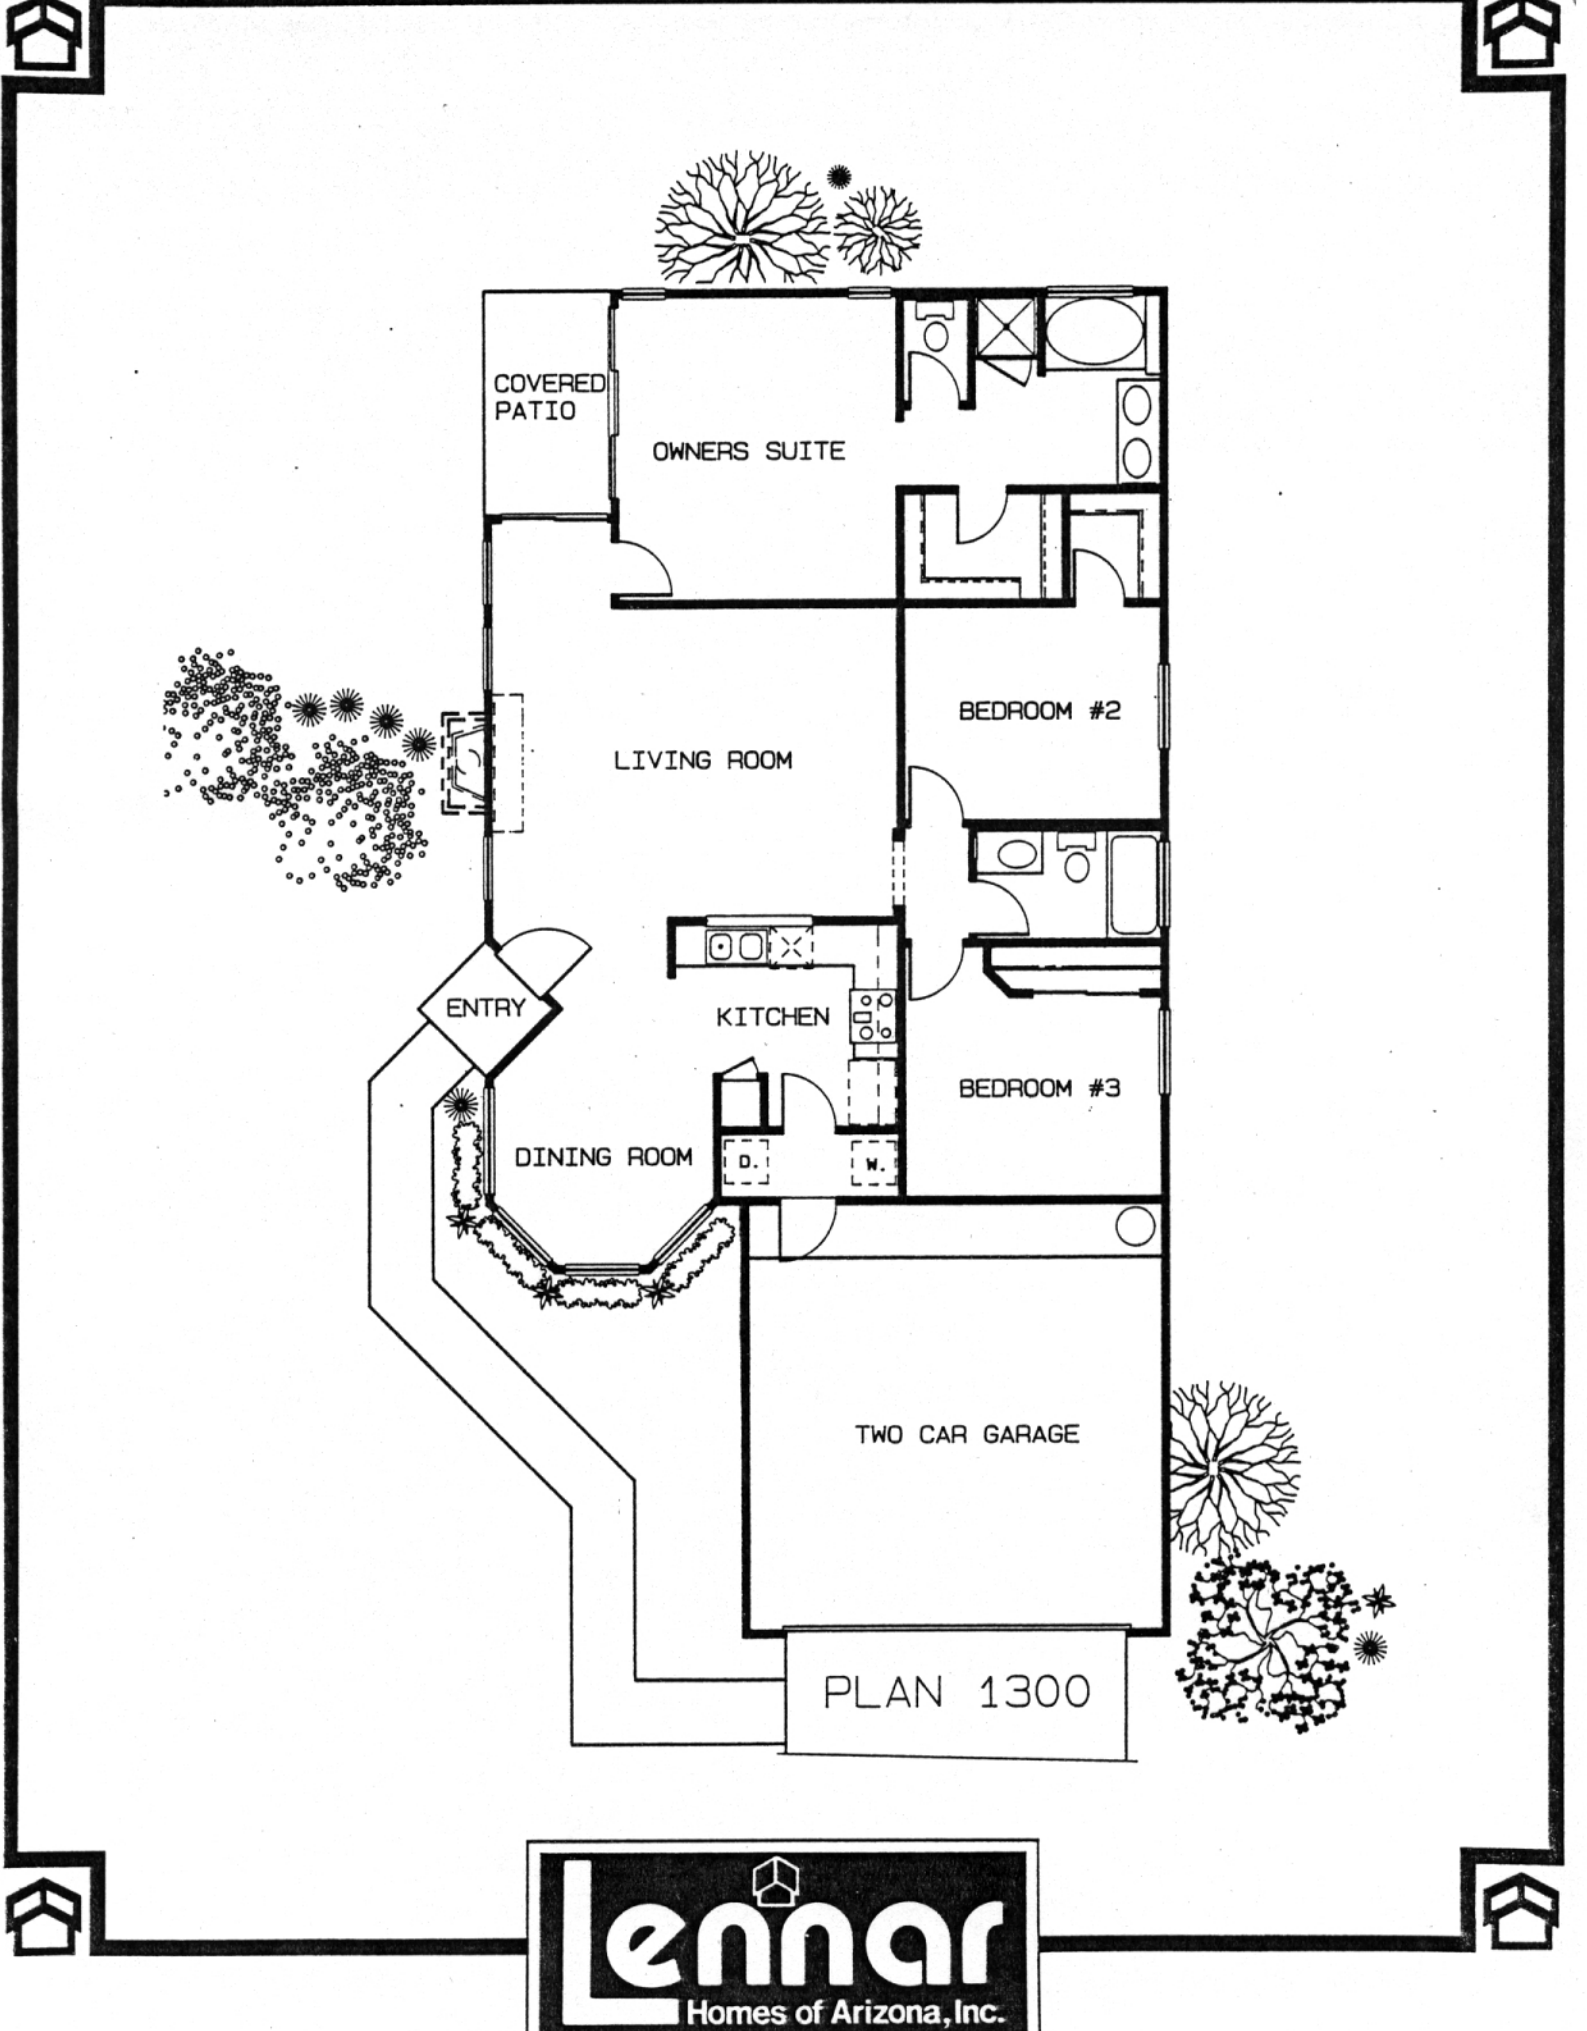 COVERED
PATIO
OWNERS SUITE
BEDROOM #2
LIVING ROOM
ENTRY
KITCHEN
BEDROOM #3
DINING ROOM
D.
W.
TWO CAR GARAGE
PLAN 1300
Lennar
Homes of Arizona, Inc.